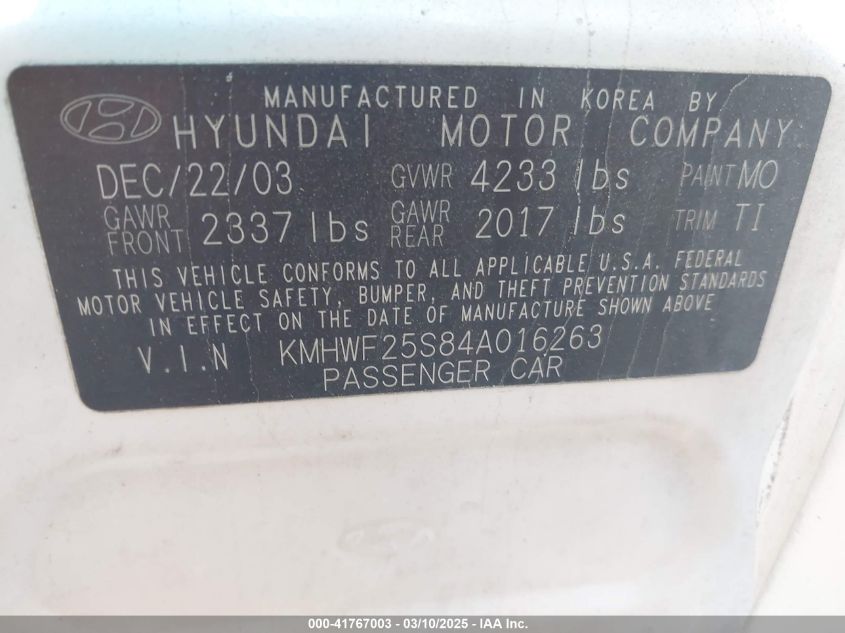 MANUFACTURED IN KOREA BY
HYUNDAI MOTOR COMPANY
DEC/22/03 GVWR 4233 lbs PAINT MO
GAWR FRONT 2337 lbs GAWR REAR 2017 lbs TRIM TI
THIS VEHICLE CONFORMS TO ALL APPLICABLE U.S.A. FEDERAL
MOTOR VEHICLE SAFETY, BUMPER, AND THEFT PREVENTION STANDARDS
IN EFFECT ON THE DATE OF MANUFACTURE SHOWN ABOVE
V.I.N KMHWF25S84A016263
PASSENGER CAR
000-41767003 - 03/10/2025 - IAA Inc.